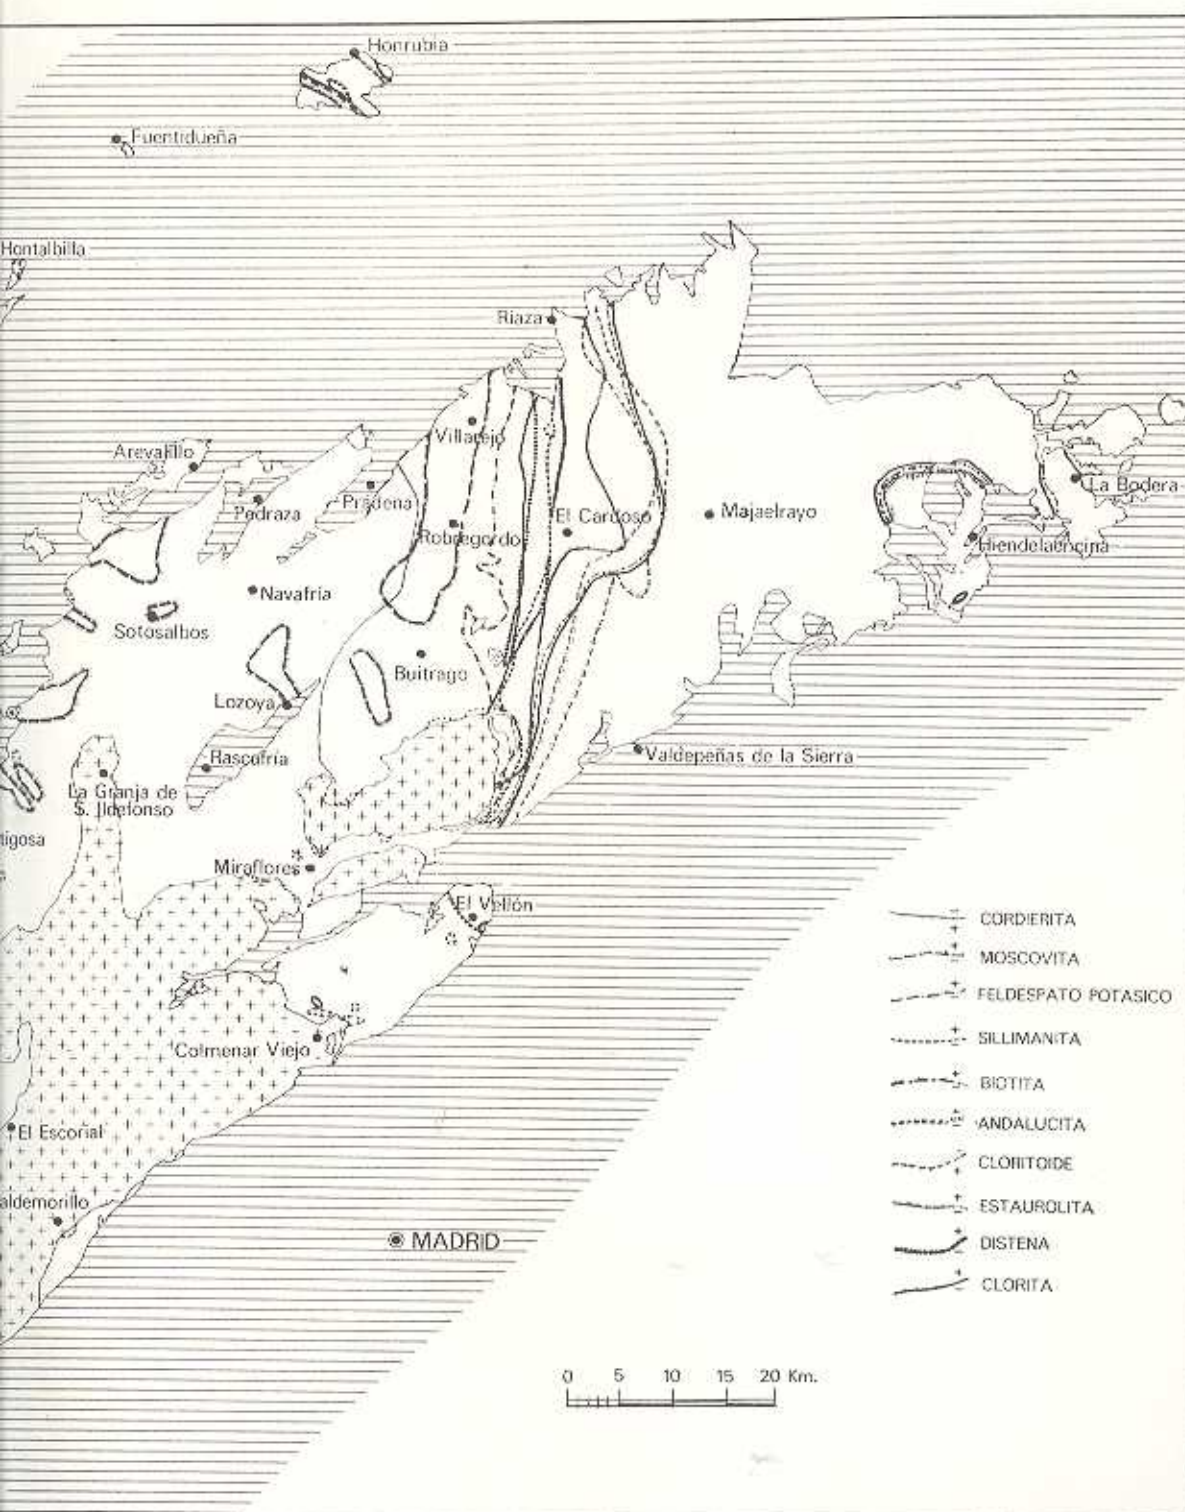 Honrubia
Fuentidueña
Hontalbilla
Riaza
Villarejo
Arevalillo
Pedraza
Prádena
El Cardoso
Majaelrayo
La Bodera
Robregordo
Hiendelaencina
Navafría
Sotosalbos
Buitrago
Lozoya
Rascafría
Valdepeñas de la Sierra
La Granja de
S. Ildefonso
tigosa
Miraflores
El Vellón
CORDIERITA
MOSCOVITA
FELDESPATO POTASICO
SILLIMANITA
Colmenar Viejo
BIOTITA
ANDALUCITA
El Escorial
CLORITOIDE
aldemorillo
ESTAUROLITA
MADRID
DISTENA
CLORITA
0 5 10 15 20 Km.